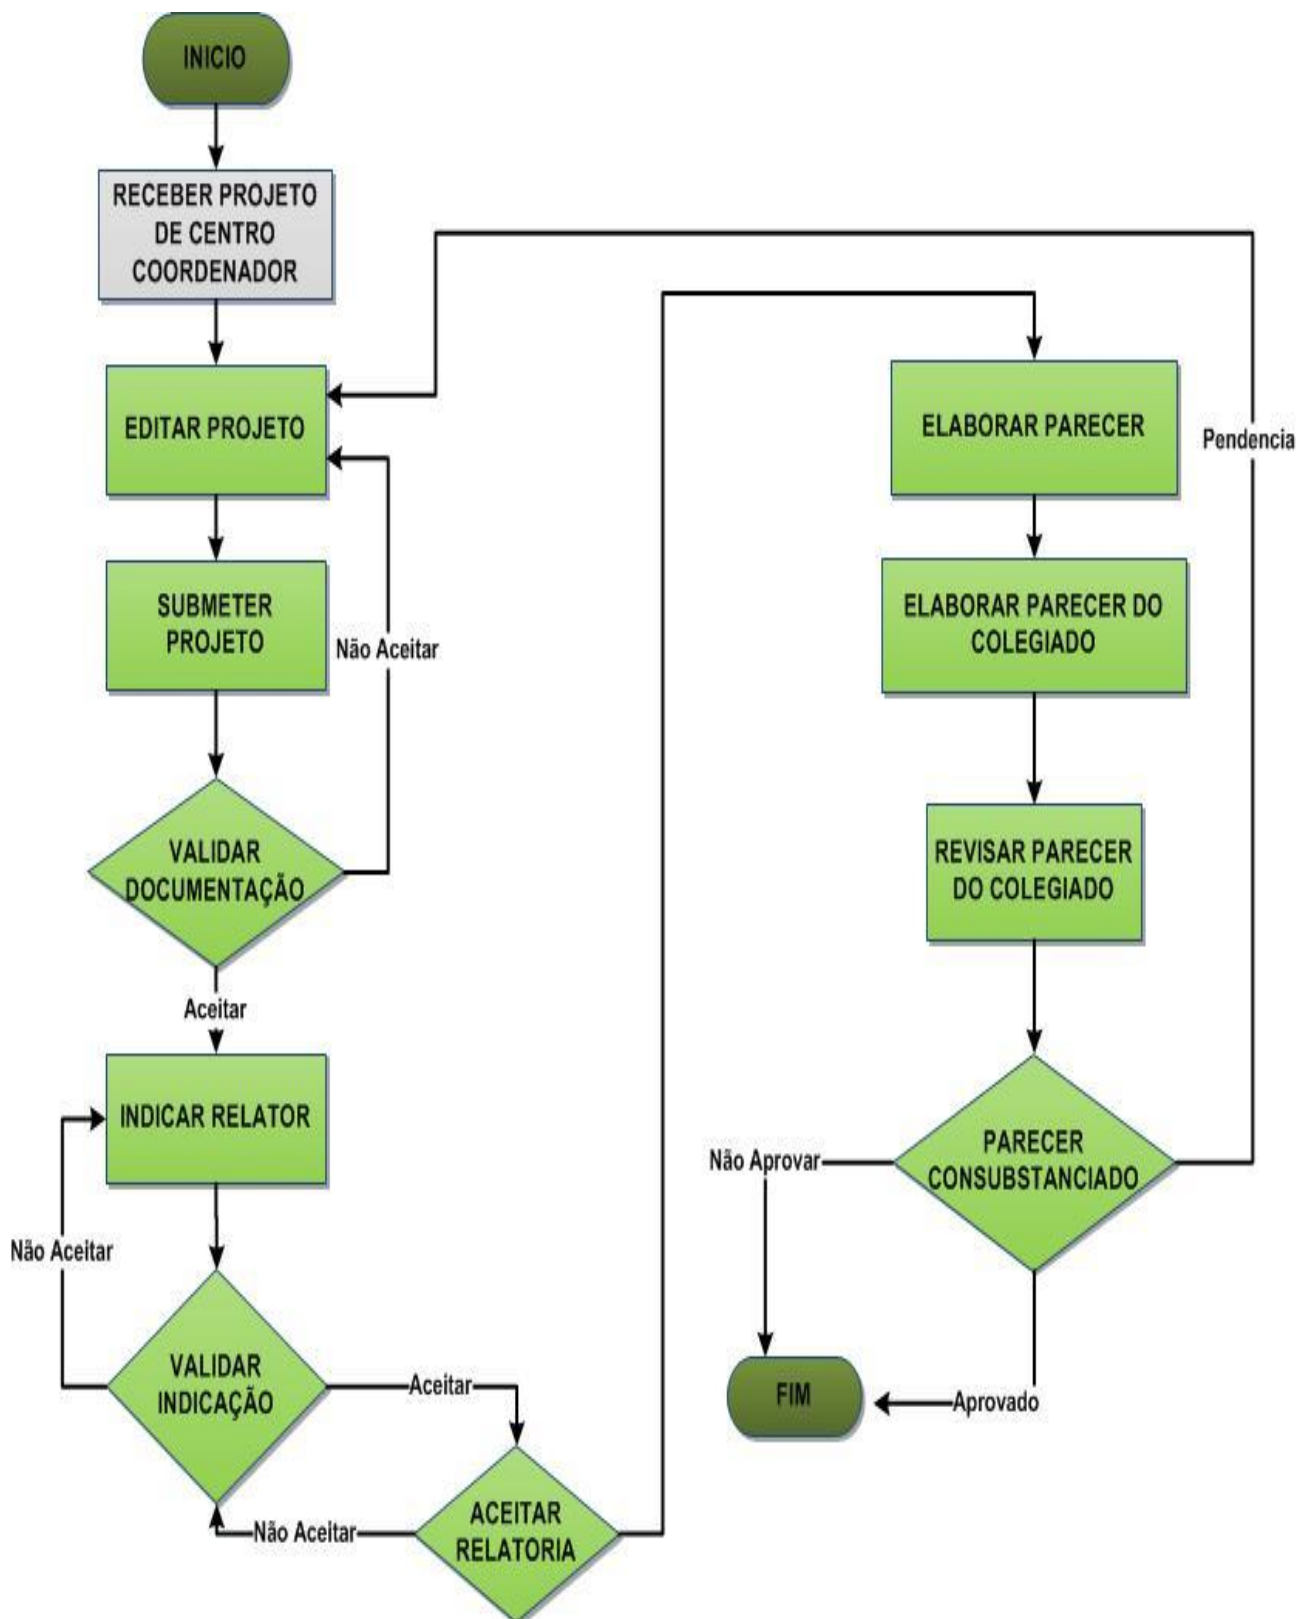 INICIO
RECEBER PROJETO
DE CENTRO
COORDENADOR
EDITAR PROJETO
SUBMETER
PROJETO
Não Aceitar
VALIDAR
DOCUMENTAÇÃO
Aceitar
INDICAR RELATOR
Não Aceitar
VALIDAR
INDICAÇÃO
Aceitar
Não Aceitar
ACEITAR
RELATORIA
ELABORAR PARECER
Pendencia
ELABORAR PARECER DO
COLEGIADO
REVISAR PARECER
DO COLEGIADO
Não Aprovar
PARECER
CONSUBSTANCIADO
FIM
Aprovado